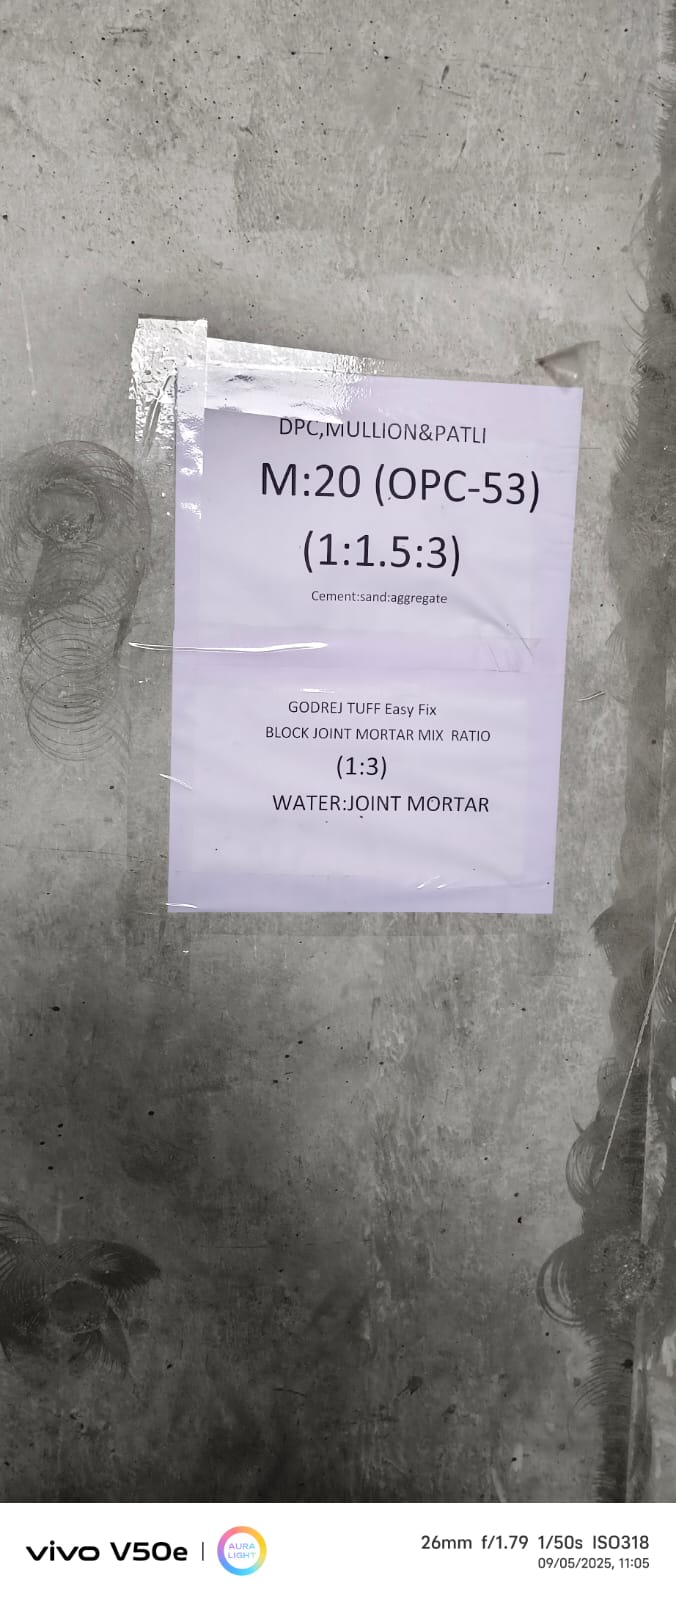 DPC,MULLION&PATLI
M:20 (OPC-53)
(1:1.5:3)
Cement:sand:aggregate
GODREJ TUFF Easy Fix
BLOCK JOINT MORTAR MIX RATIO
(1:3)
WATER:JOINT MORTAR
vivo V50e | AURA LIGHT
26mm f/1.79 1/50s ISO318
09/05/2025, 11:05